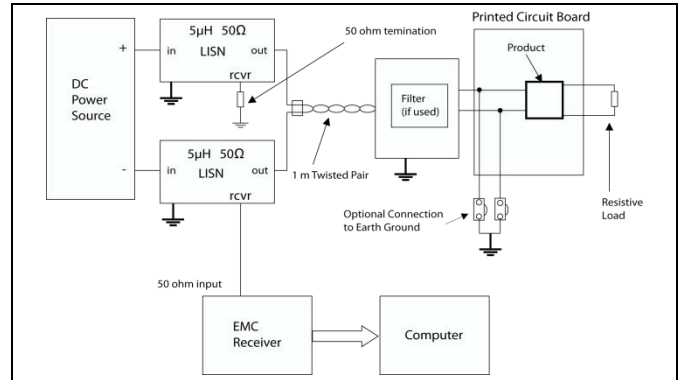 Printed Circuit Board
5µH 50Ω
in
out
LISN
rcvr
+
50 ohm temination
Product
DC
Power
Source
Filter
(if used)
-
5µH 50Ω
in
out
LISN
rcvr
1 m Twisted Pair
Optional Connection
to Earth Ground
Resistive
Load
50 ohm input
EMC
Receiver
Computer